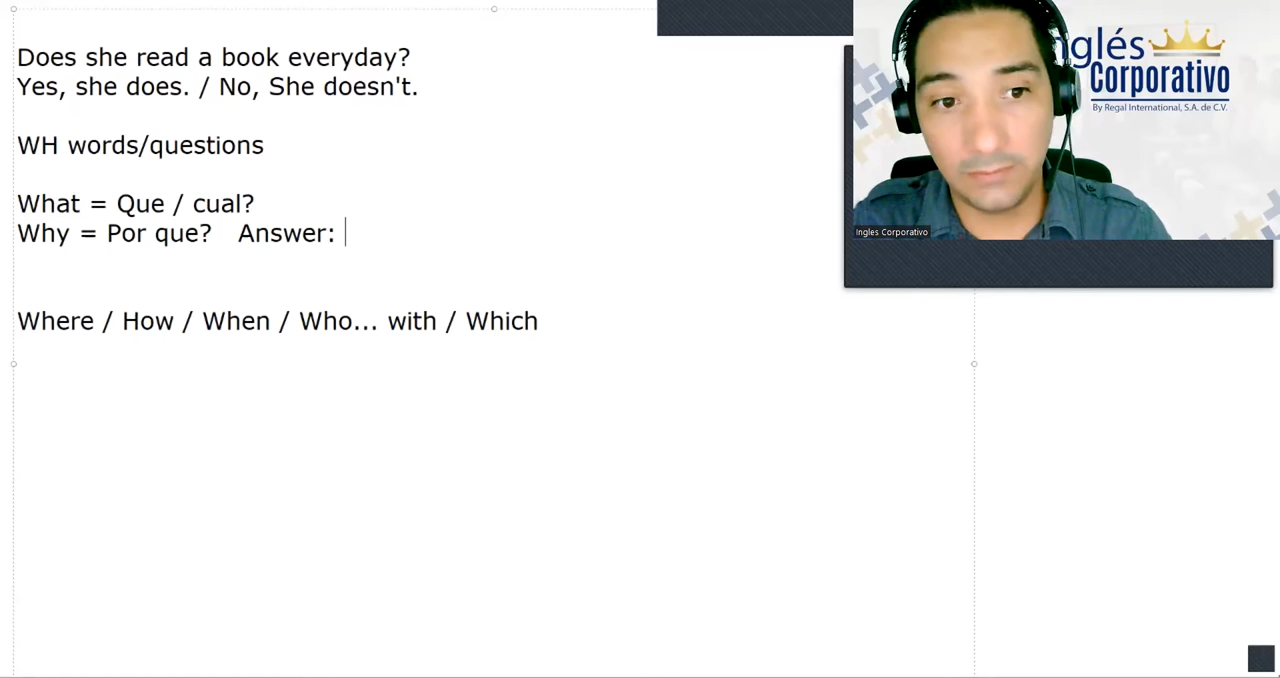 Does she read a book everyday?
Yes, she does. / No, She doesn't.
WH words/questions
What = Que / cual?
Why = Por que? Answer:
Where / How / When / Who... with / Which
nglés
Corporativo
By Regal International, S.A. de C.V.
Ingles Corporativo